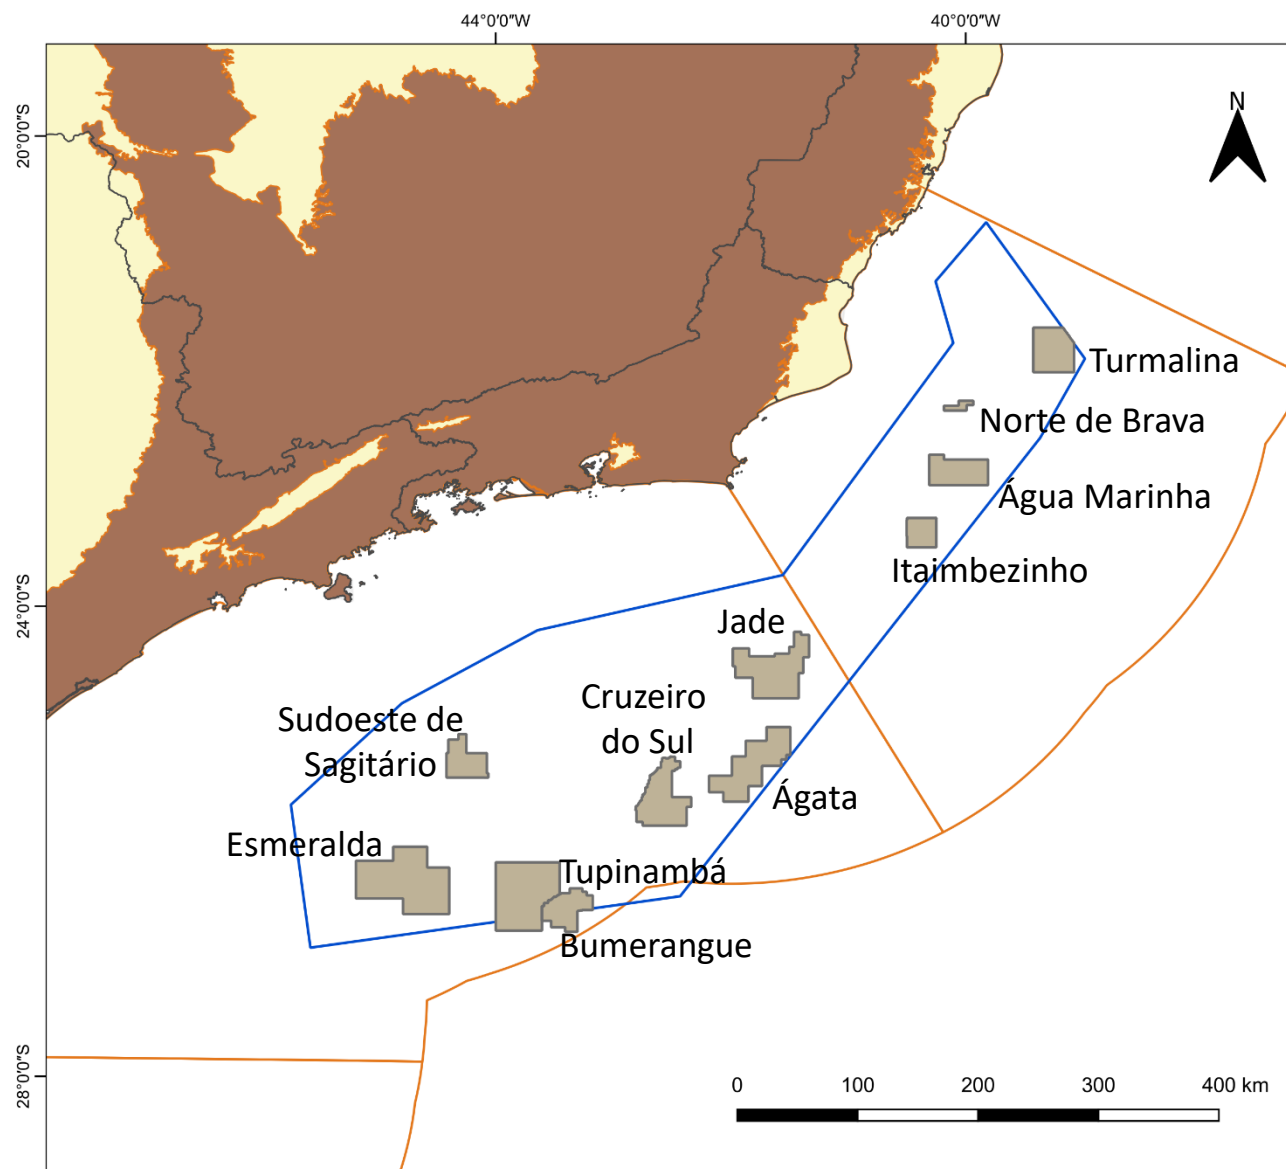 44°0'0"W
40°0'0"W
20°0'0"S
N
Turmalina
Norte de Brava
Água Marinha
Itaimbezinho
24°0'0"S
Jade
Cruzeiro
do Sul
Sudoeste de
Sagitário
Ágata
Esmeralda
Tupinambá
Bumerangue
28°0'0"S
0 100 200 300 400 km